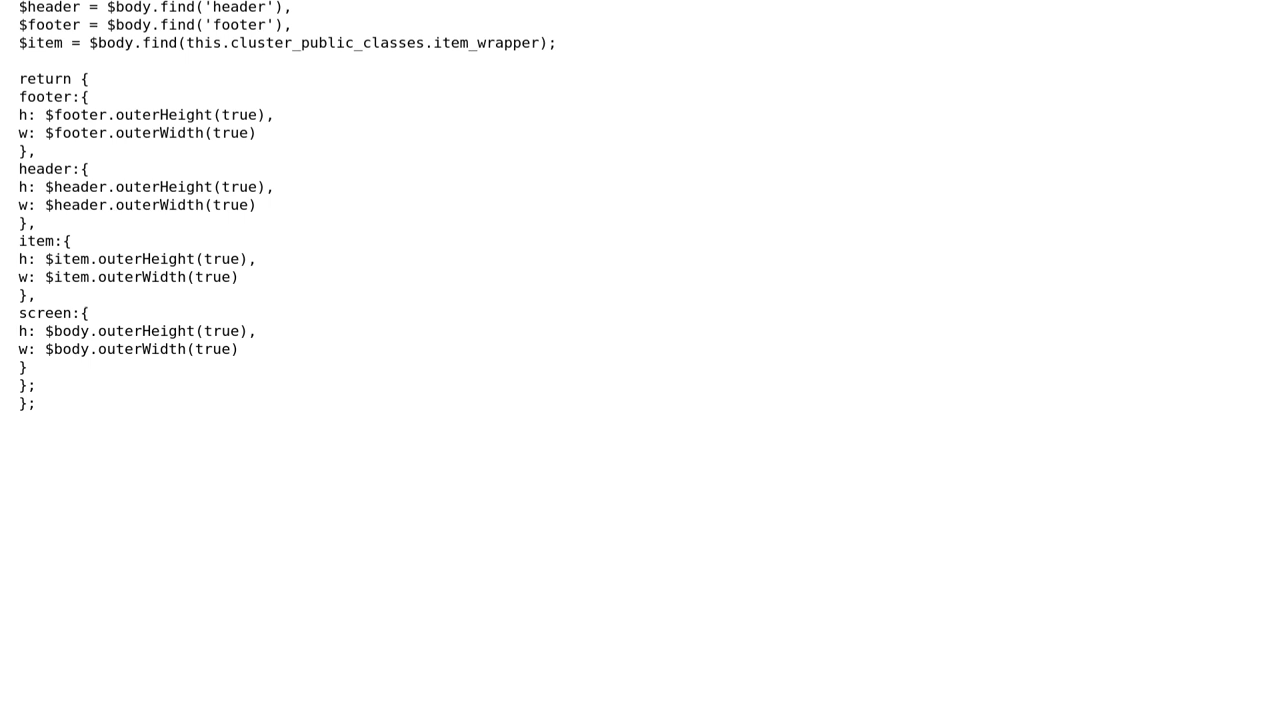 $header = $body.find('header'),
$footer = $body.find('footer'),
$item = $body.find(this.cluster_public_classes.item_wrapper);

return {
footer:{
h: $footer.outerHeight(true),
w: $footer.outerWidth(true)
},
header:{
h: $header.outerHeight(true),
w: $header.outerWidth(true)
},
item:{
h: $item.outerHeight(true),
w: $item.outerWidth(true)
},
screen:{
h: $body.outerHeight(true),
w: $body.outerWidth(true)
}
};
};